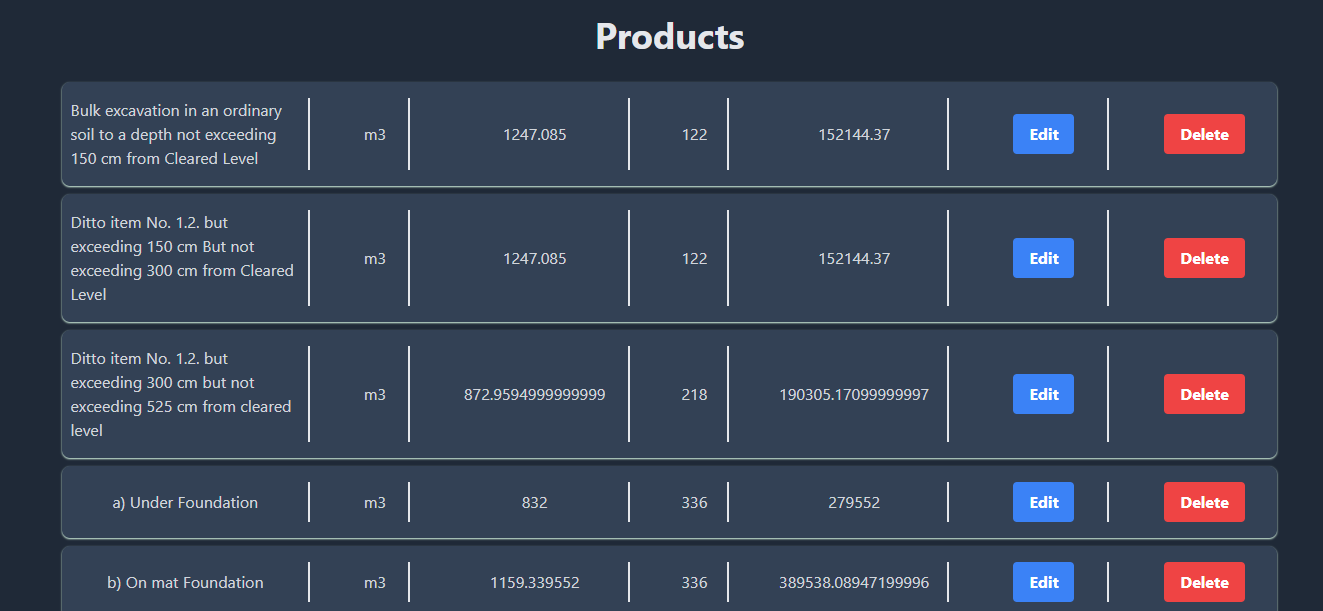 Products
Bulk excavation in an ordinary
soil to a depth not exceeding
150 cm from Cleared Level
m3
1247.085
122
152144.37
Edit
Delete
Ditto item No. 1.2. but
exceeding 150 cm But not
exceeding 300 cm from Cleared
Level
m3
1247.085
122
152144.37
Edit
Delete
Ditto item No. 1.2. but
exceeding 300 cm but not
exceeding 525 cm from cleared
level
m3
872.9594999999999
218
190305.17099999997
Edit
Delete
a) Under Foundation
m3
832
336
279552
Edit
Delete
b) On mat Foundation
m3
1159.339552
336
389538.08947199996
Edit
Delete